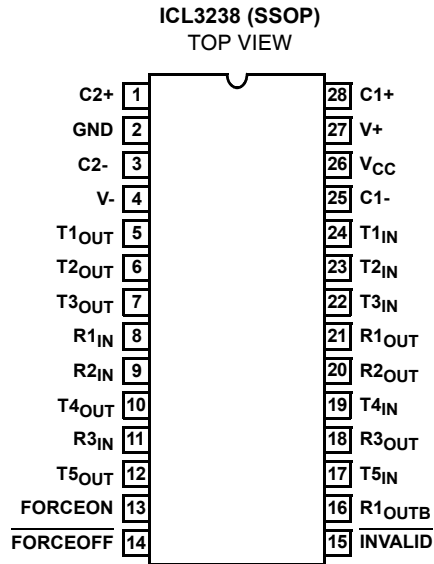 ICL3238 (SSOP)
TOP VIEW
C2+ 1 28 C1+
GND 2 27 V+
C2- 3 26 VCC
V- 4 25 C1-
T1OUT 5 24 T1IN
T2OUT 6 23 T2IN
T3OUT 7 22 T3IN
R1IN 8 21 R1OUT
R2IN 9 20 R2OUT
T4OUT 10 19 T4IN
R3IN 11 18 R3OUT
T5OUT 12 17 T5IN
FORCEON 13 16 R1OUTB
FORCEOFF 14 15 INVALID